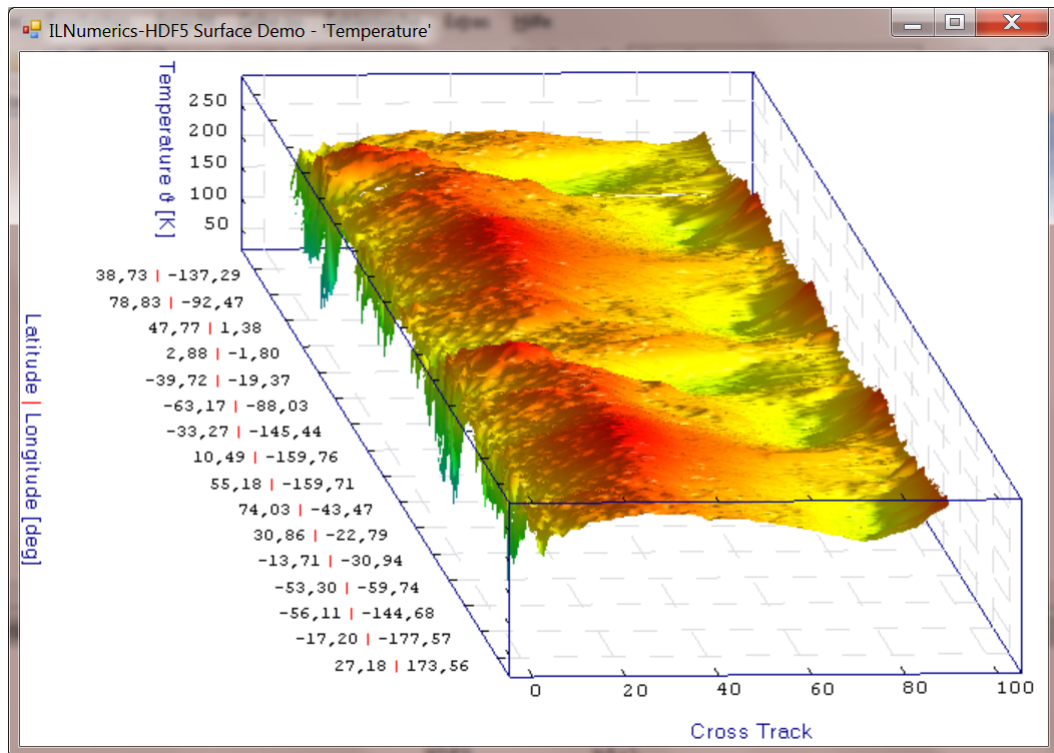 ILNumerics-HDF5 Surface Demo - 'Temperature'
Temperature ϑ [K]
250
200
150
100
50
38,73 | -137,29
78,83 | -92,47
47,77 | 1,38
2,88 | -1,80
-39,72 | -19,37
-63,17 | -88,03
-33,27 | -145,44
10,49 | -159,76
55,18 | -159,71
74,03 | -43,47
30,86 | -22,79
-13,71 | -30,94
-53,30 | -59,74
-56,11 | -144,68
-17,20 | -177,57
27,18 | 173,56
Latitude | Longitude [deg]
0 20 40 60 80 100
Cross Track